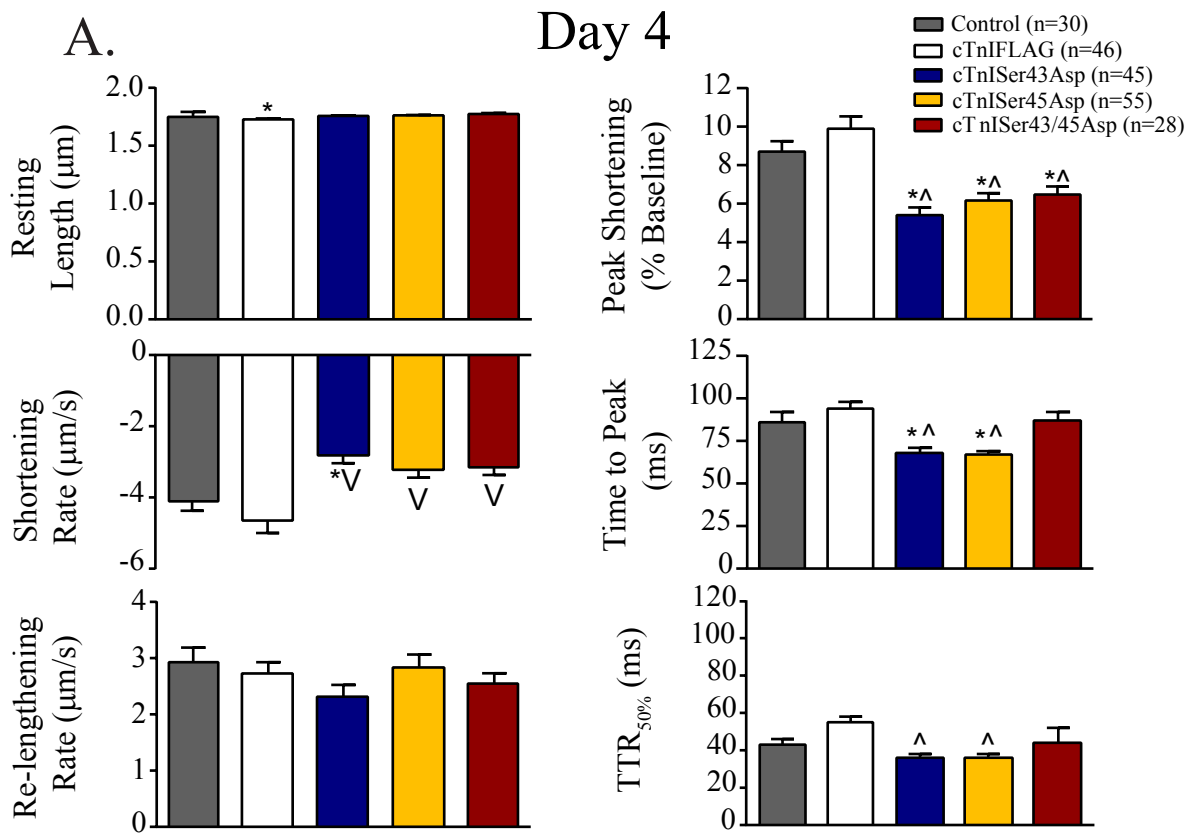 A.
Day 4
Control (n=30)
cTnIFLAG (n=46)
cTnISer43Asp (n=45)
cTnISer45Asp (n=55)
cT nISer43/45Asp (n=28)
Resting
Length (μm)
2.0
1.5
1.0
0.5
0.0
*
Peak Shortening
(% Baseline)
12
10
8
6
4
2
0
*^
*^
*^
Shortening
Rate (μm/s)
0
-2
-4
-6
*V
V
V
Time to Peak
(ms)
125
100
75
50
25
0
*^
*^
Re-lengthening
Rate (μm/s)
4
3
2
1
0
TTR50% (ms)
120
100
80
60
40
20
0
^
^